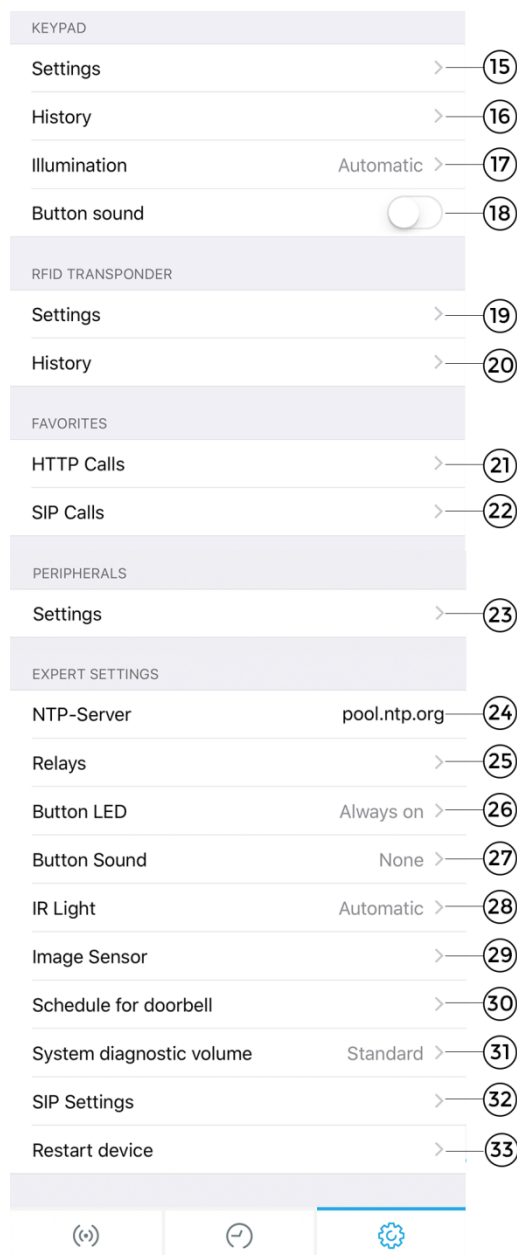 KEYPAD
Settings 15
History 16
Illumination Automatic 17
Button sound 18
RFID TRANSPONDER
Settings 19
History 20
FAVORITES
HTTP Calls 21
SIP Calls 22
PERIPHERALS
Settings 23
EXPERT SETTINGS
NTP-Server pool.ntp.org 24
Relays 25
Button LED Always on 26
Button Sound None 27
IR Light Automatic 28
Image Sensor 29
Schedule for doorbell 30
System diagnostic volume Standard 31
SIP Settings 32
Restart device 33